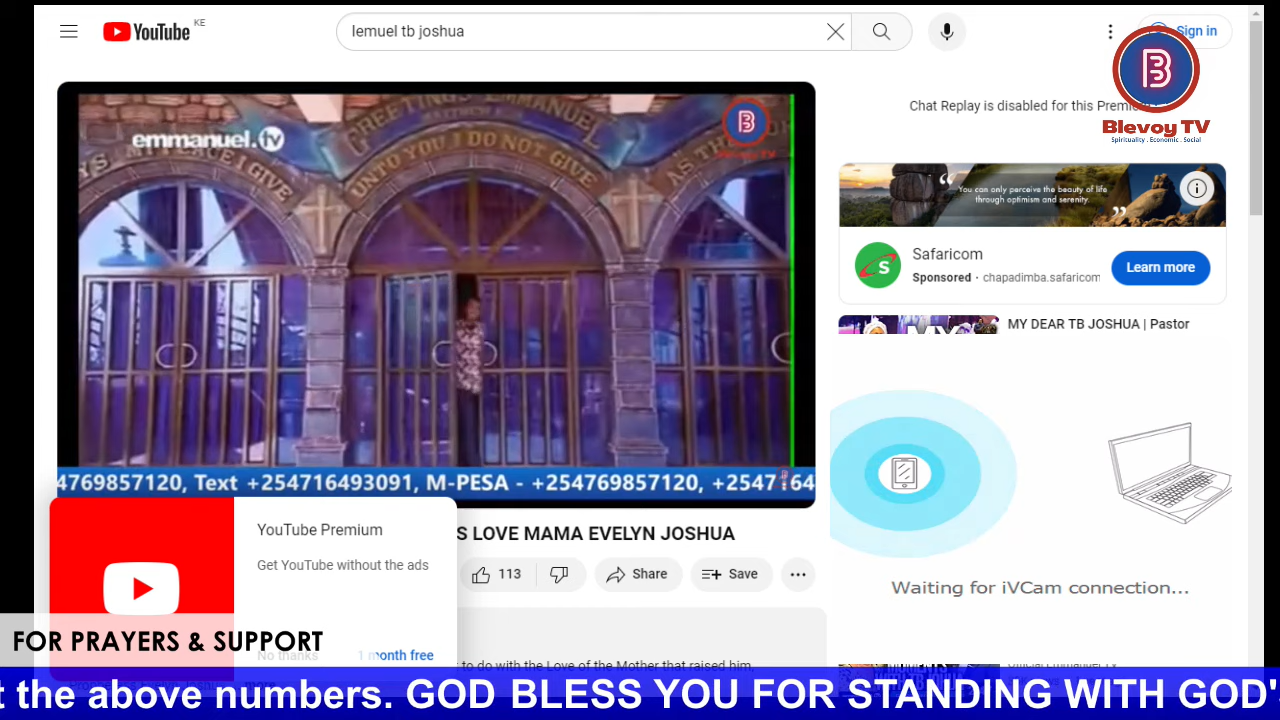 YouTube KE
lemuel tb joshua
Sign in
B
Blevoy TV
Spirituality . Economic . Social
Chat Replay is disabled for this Premi
emmanuel.tv
MY PEACE I GIVE
B
“ You can only perceive the beauty of life
through optimism and serenity. ”
Safaricom
Sponsored · chapadimba.safaricom
Learn more
MY DEAR TB JOSHUA | Pastor
4769857120, Text +254716493091, M-PESA - +254769857120, +2547164
S LOVE MAMA EVELYN JOSHUA
113
Share
Save
YouTube Premium
Get YouTube without the ads
No thanks
1 month free
Waiting for iVCam connection...
FOR PRAYERS & SUPPORT
to do with the Love of the Mother that raised him,
more
t the above numbers. GOD BLESS YOU FOR STANDING WITH GOD'